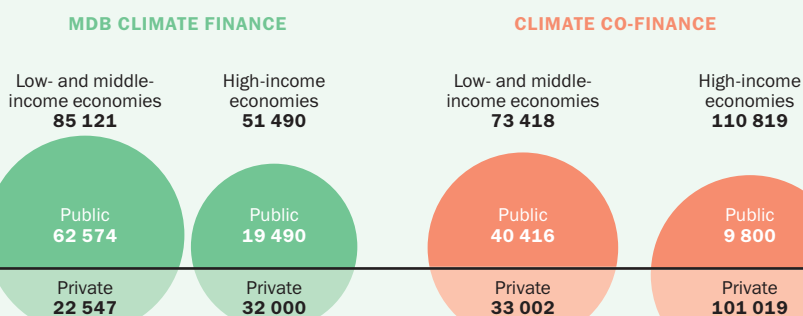 MDB CLIMATE FINANCE
CLIMATE CO-FINANCE
Low- and middle-
income economies
85 121
High-income
economies
51 490
Low- and middle-
income economies
73 418
High-income
economies
110 819
Public
62 574
Public
19 490
Public
40 416
Public
9 800
Private
22 547
Private
32 000
Private
33 002
Private
101 019